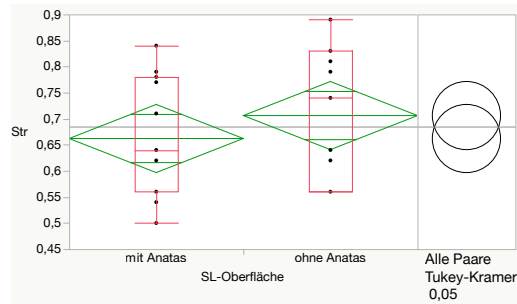 0,9
0,85
0,8
0,75
0,7
0,65
0,6
0,55
0,5
0,45
Str
mit Anatas
ohne Anatas
SL-Oberfläche
Alle Paare
Tukey-Kramer
0,05